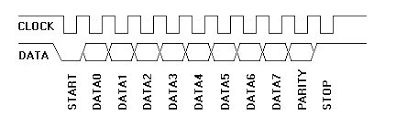 CLOCK
DATA
START
DATA0
DATA1
DATA2
DATA3
DATA4
DATA5
DATA6
DATA7
PARITY
STOP